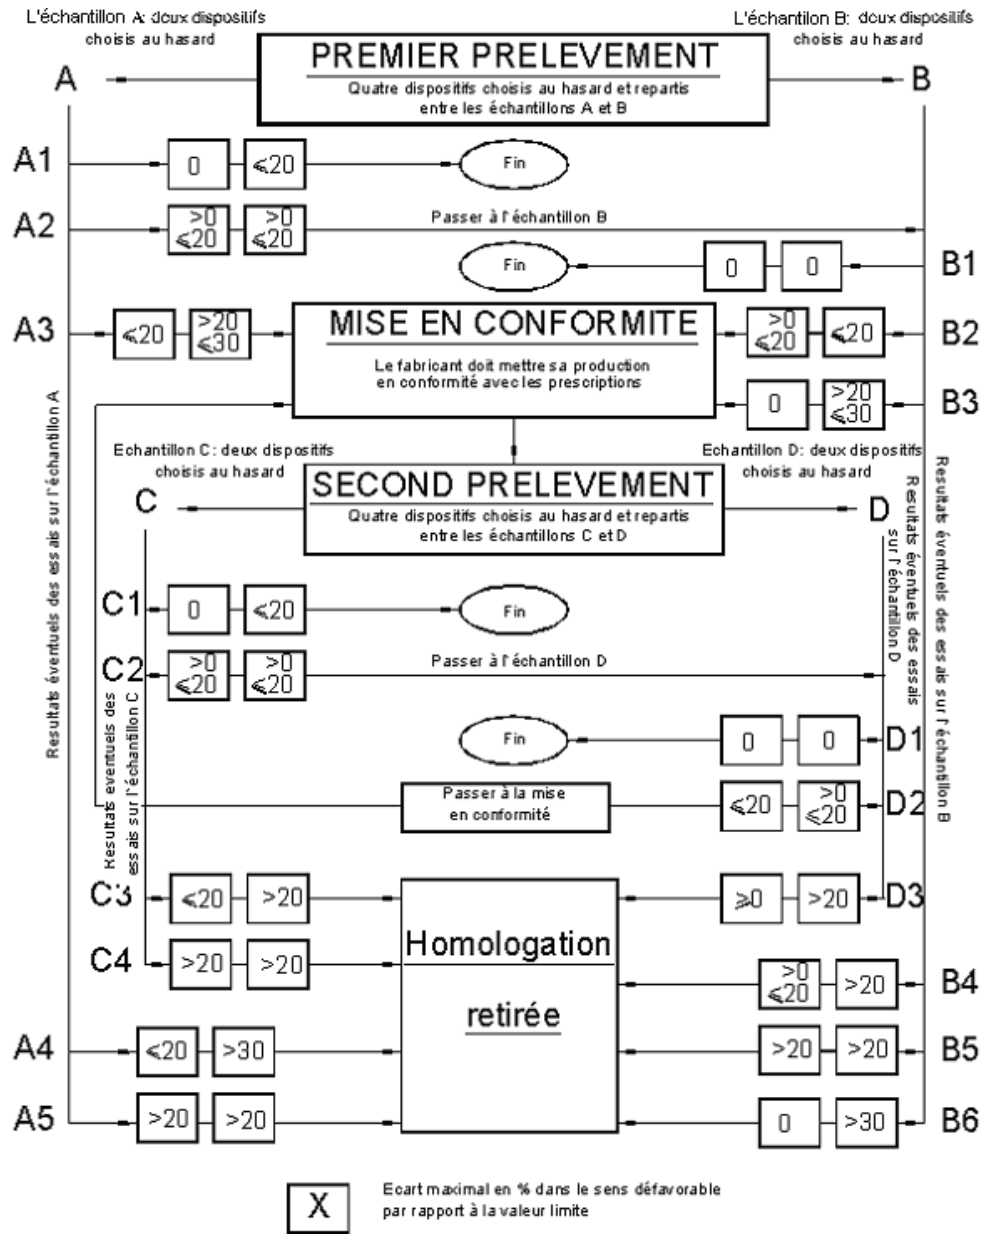 L'échantillon A: deux dispositifs
choisis au hasard
L'échantillon B: deux dispositifs
choisis au hasard
PREMIER PRELEVEMENT
Quatre dispositifs choisis au hasard et repartis
entre les échantillons A et B
A
B
A1
0
≤20
Fin
A2
>0
≤20
>0
≤20
Passer à l'échantillon B
Fin
0
0
B1
A3
≤20
>20
≤30
MISE EN CONFORMITE
Le fabricant doit mettre sa production
en conformité avec les prescriptions
>0
≤20
≤20
B2
0
>20
≤30
B3
Echantillon C: deux dispositifs
choisis au hasard
Echantillon D: deux dispositifs
choisis au hasard
SECOND PRELEVEMENT
Quatre dispositifs choisis au hasard et repartis
entre les échantillons C et D
C
D
Resultats éventuels des essais sur l'échantillon A
Resultats éventuels des essais
sur l'échantillon D
Resultats éventuels des essais sur l'échantillon B
C1
0
≤20
Fin
C2
>0
≤20
>0
≤20
Passer à l'échantillon D
Resultats eventuels des
essais sur l'échantillon C
Fin
0
0
D1
Passer à la mise
en conformité
≤20
>0
≤20
D2
C3
≤20
>20
≥0
>20
D3
Homologation
retirée
C4
>20
>20
>0
≤20
>20
B4
A4
≤20
>30
>20
>20
B5
A5
>20
>20
0
>30
B6
X
Ecart maximal en % dans le sens défavorable
par rapport à la valeur limite